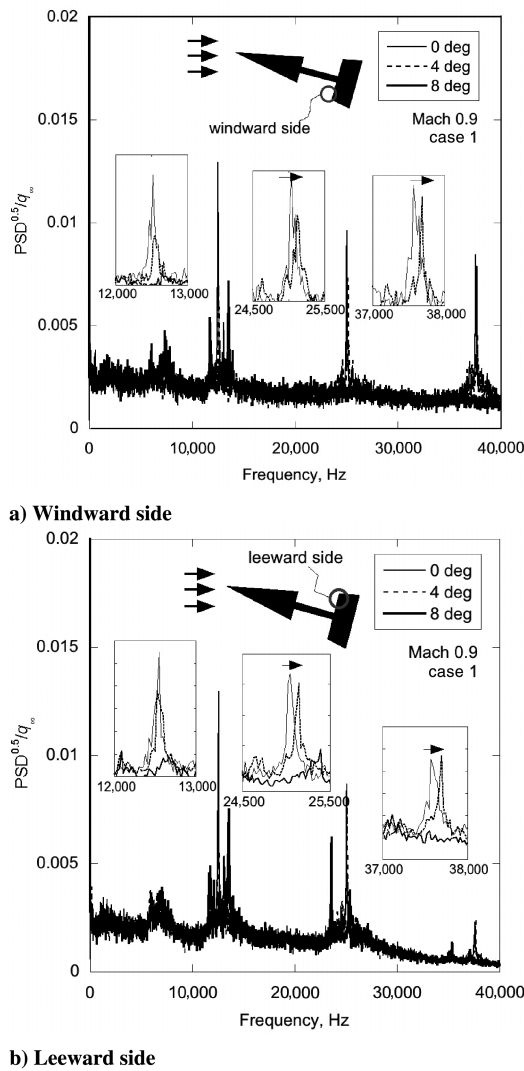 0.02
0 deg
4 deg
8 deg
0.015
windward side
Mach 0.9
case 1
PSD^0.5/q∞
0.01
12,000 13,000
24,500 25,500
37,000 38,000
0.005
0
0 10,000 20,000 30,000 40,000
Frequency, Hz
a) Windward side
0.02
leeward side
0 deg
4 deg
8 deg
0.015
Mach 0.9
case 1
PSD^0.5/q∞
0.01
12,000 13,000
24,500 25,500
37,000 38,000
0.005
0
0 10,000 20,000 30,000 40,000
Frequency, Hz
b) Leeward side